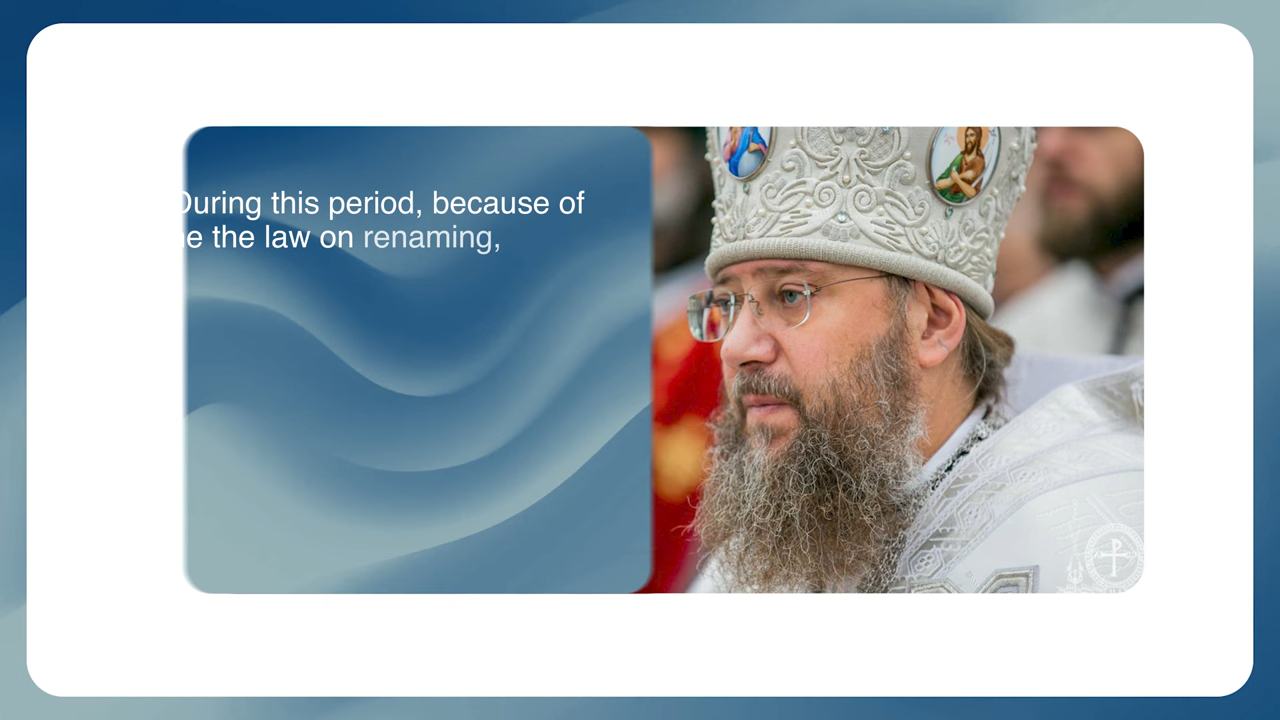 During this period, because of
the law on renaming,